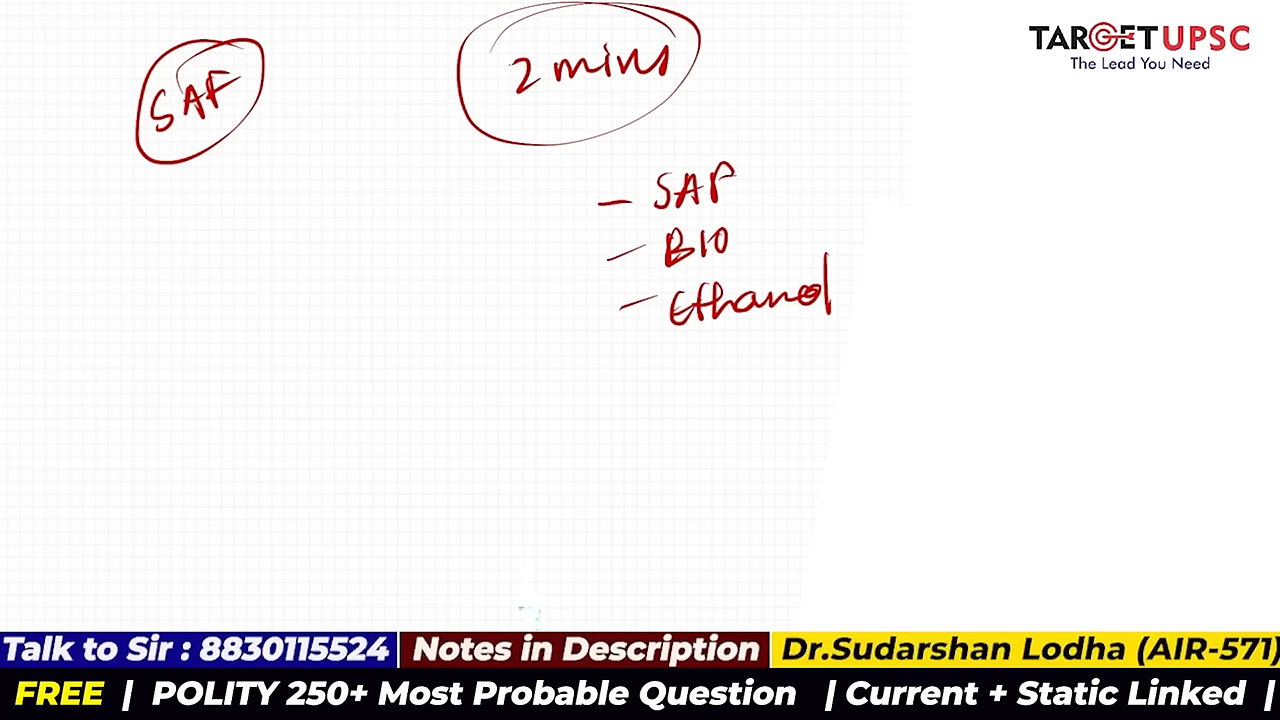 SAF
2 mins
TARGETUPSC
The Lead You Need
- SAF
- BIO
- Ethanol
Talk to Sir : 8830115524 Notes in Description Dr.Sudarshan Lodha (AIR-571)
FREE | POLITY 250+ Most Probable Question | Current + Static Linked |